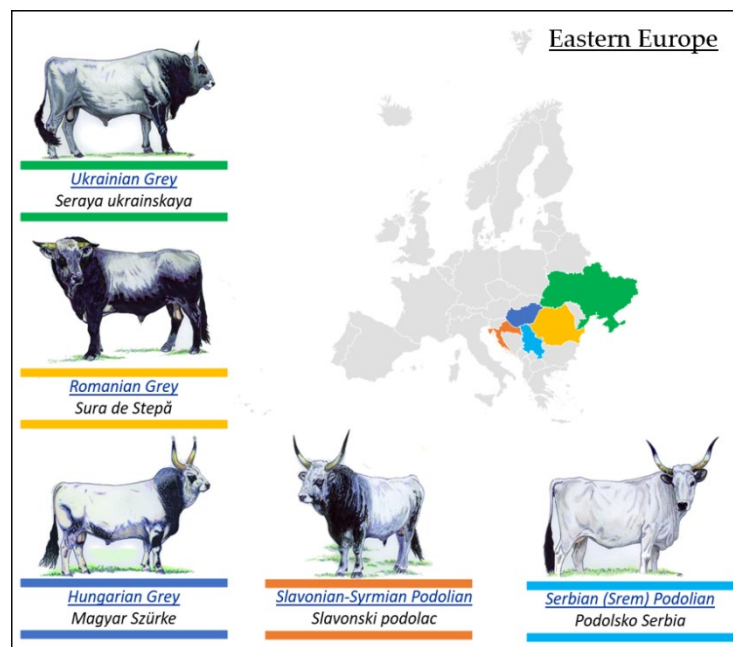 Eastern Europe
Ukrainian Grey
Seraya ukrainskaya
Romanian Grey
Sura de Stepă
Hungarian Grey
Magyar Szürke
Slavonian-Syrmian Podolian
Slavonski podolac
Serbian (Srem) Podolian
Podolsko Serbia